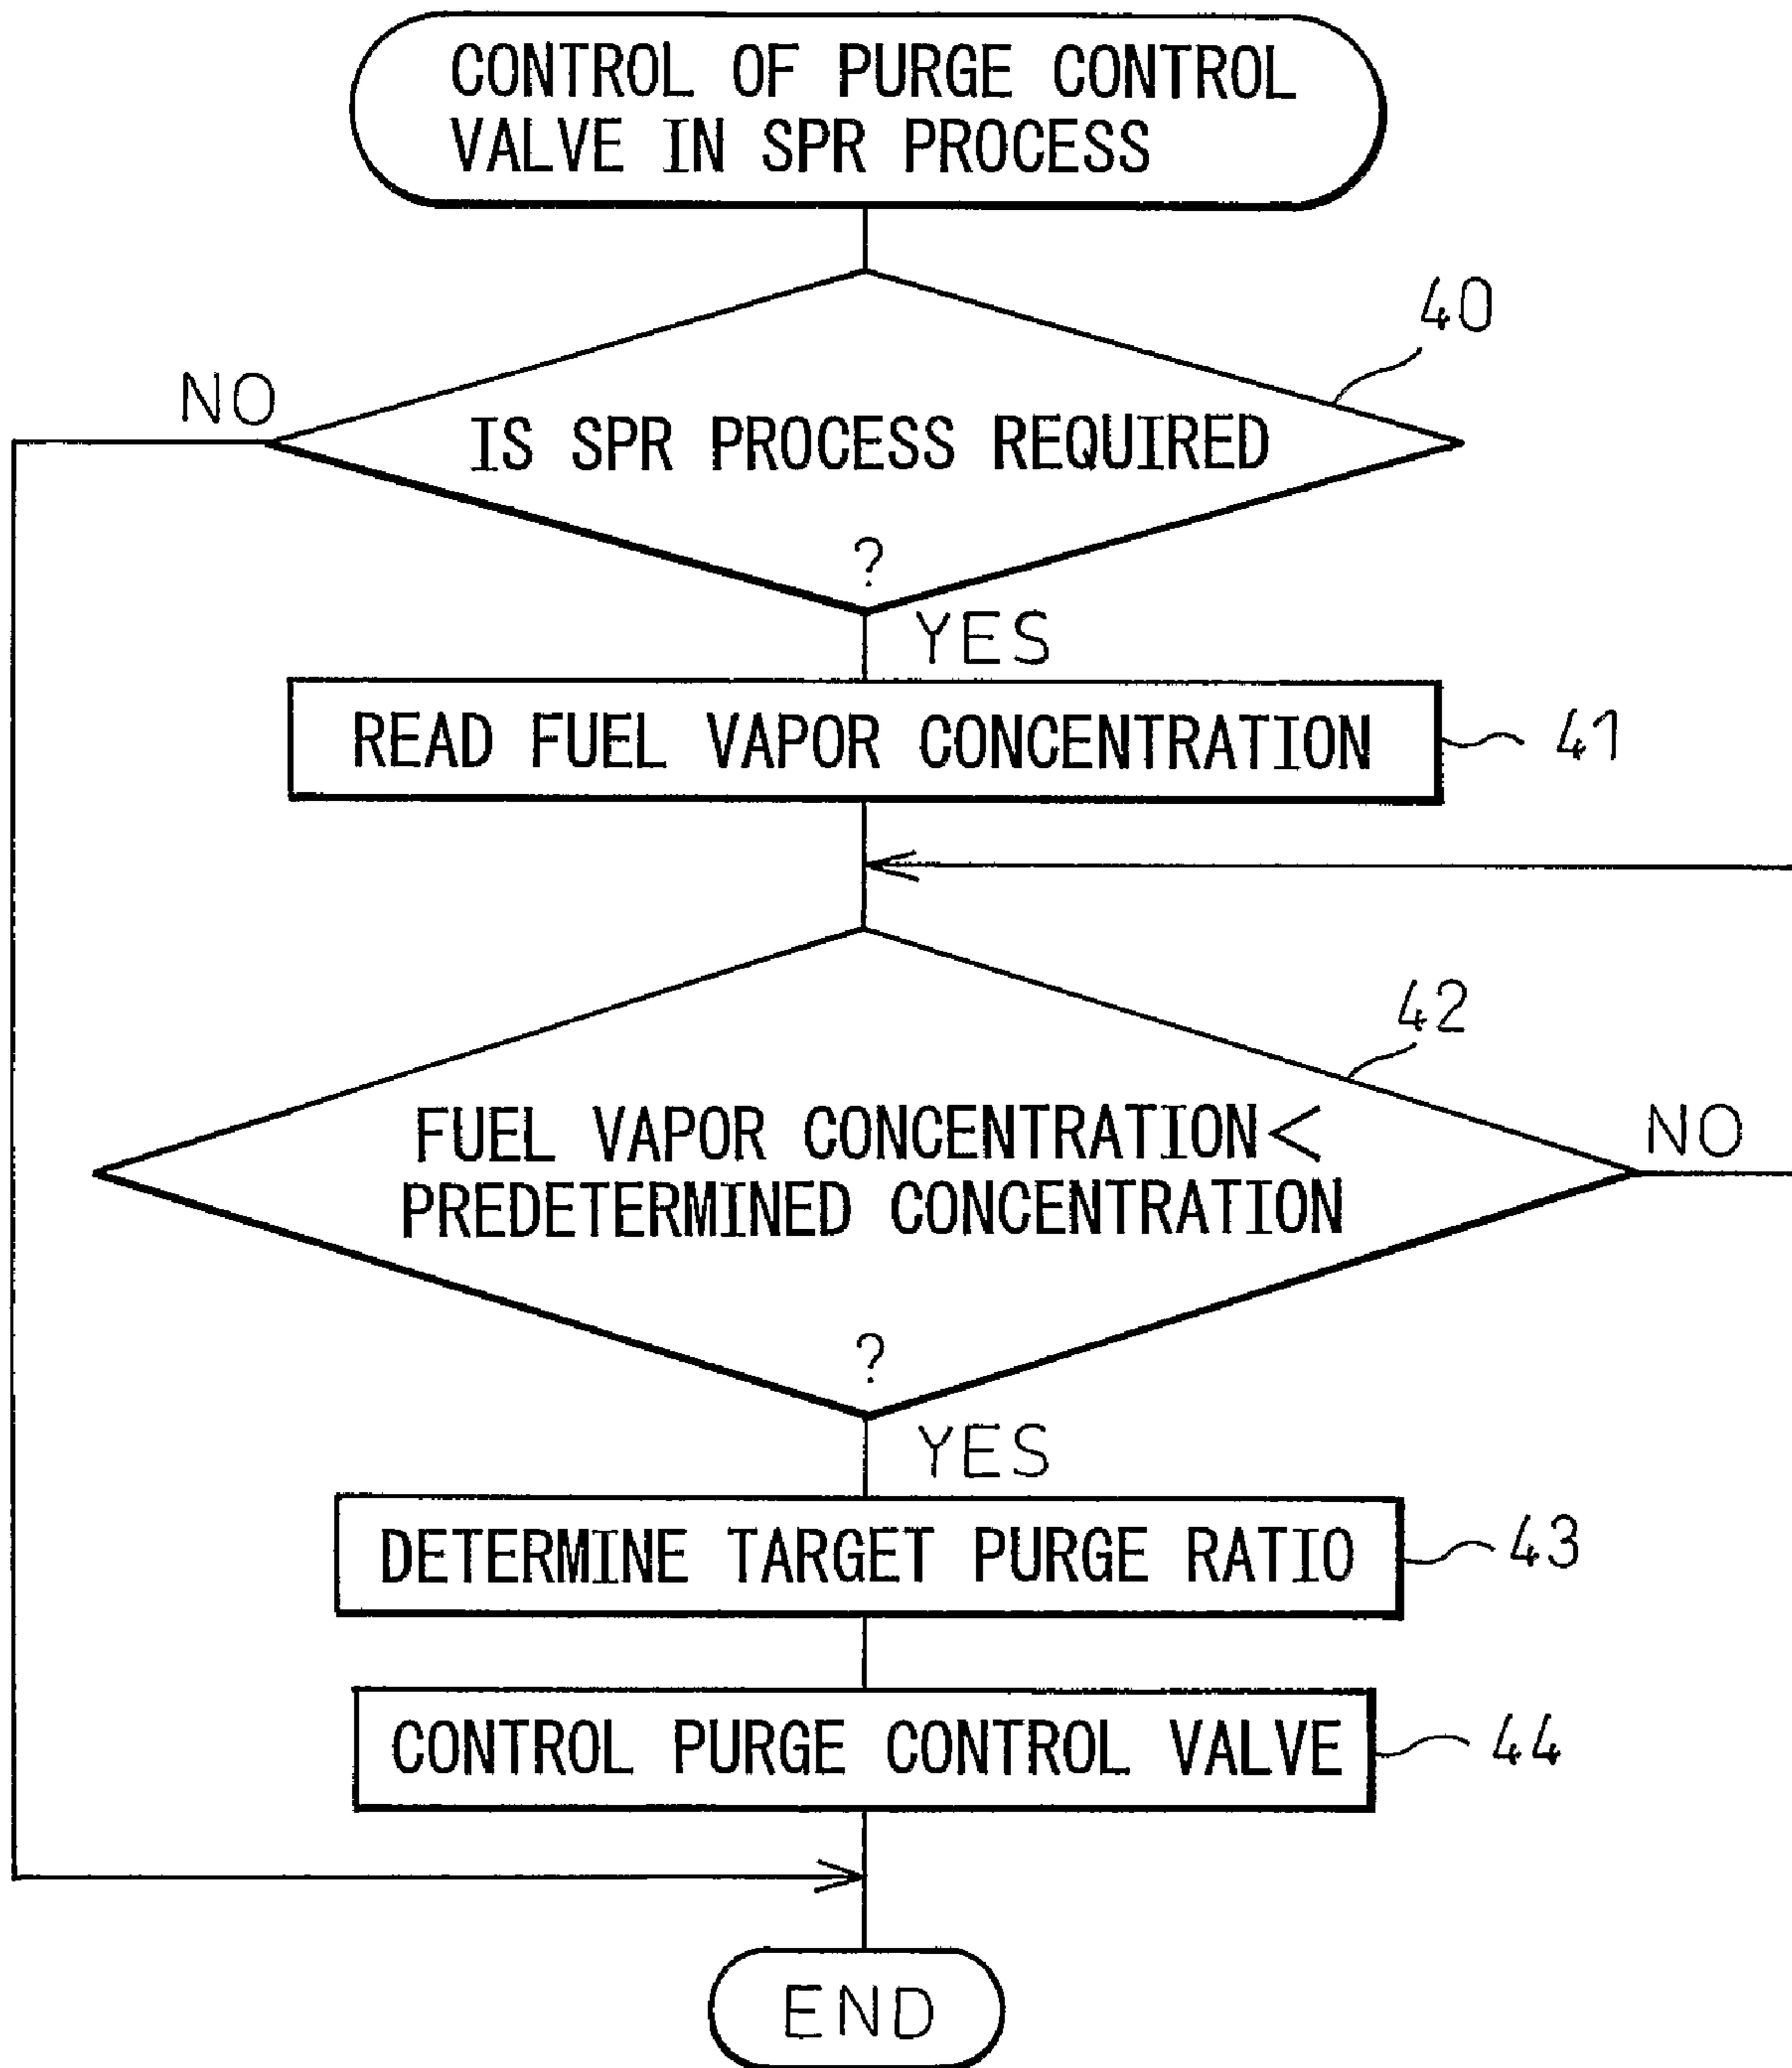 CONTROL OF PURGE CONTROL
VALVE IN SPR PROCESS
40
NO
IS SPR PROCESS REQUIRED
?
YES
READ FUEL VAPOR CONCENTRATION
41
42
FUEL VAPOR CONCENTRATION<
NO
PREDETERMINED CONCENTRATION
?
YES
DETERMINE TARGET PURGE RATIO
43
CONTROL PURGE CONTROL VALVE
44
END